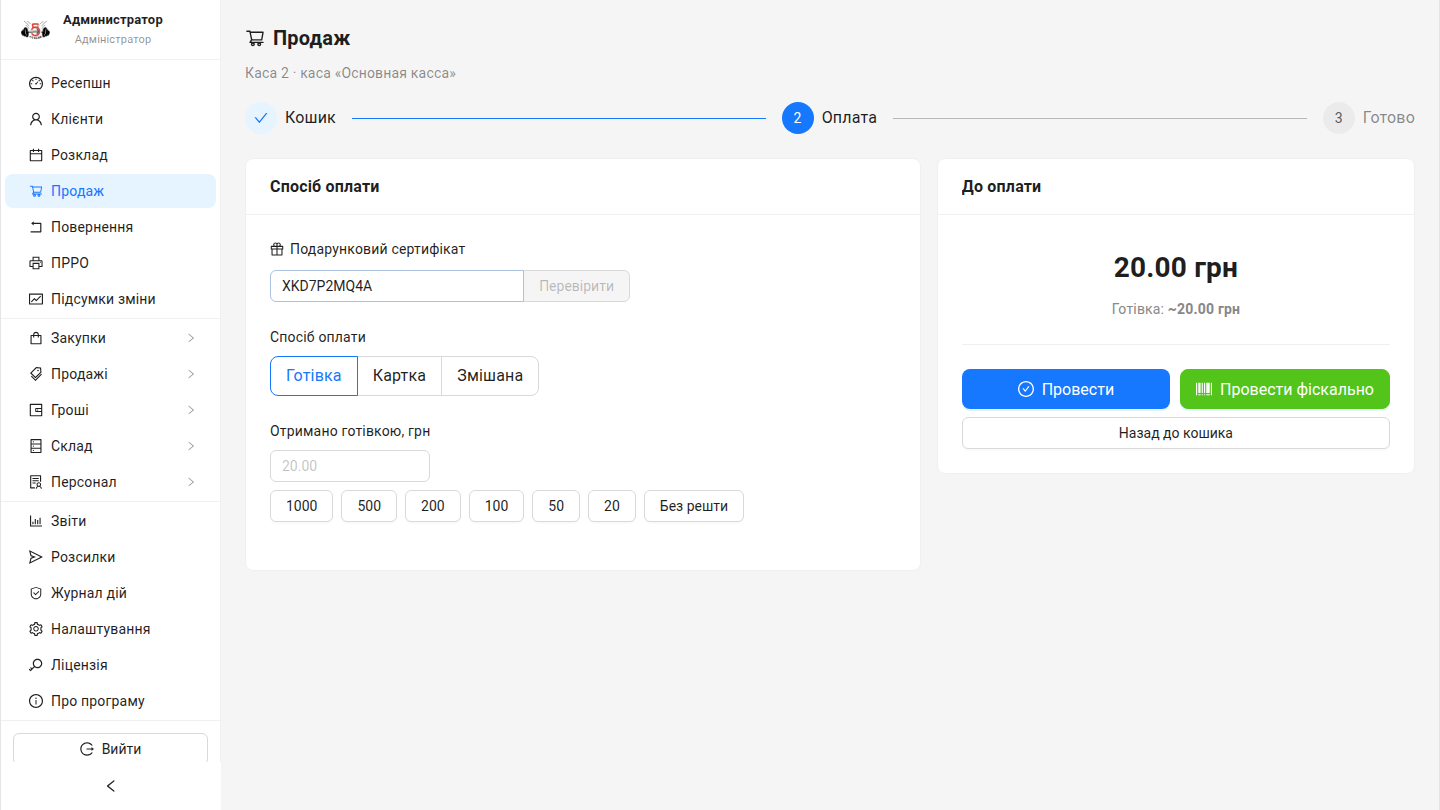 Администратор
Адміністратор
Ресепшн
Клієнти
Розклад
Продаж
Повернення
ПРРО
Підсумки зміни
Закупки
Продажі
Гроші
Склад
Персонал
Звіти
Розсилки
Журнал дій
Налаштування
Ліцензія
Про програму
Вийти
Продаж
Каса 2 · каса «Основная касса»
Кошик
2 Оплата
3 Готово
Спосіб оплати
Подарунковий сертифікат
XKD7P2MQ4A Перевірити
Спосіб оплати
Готівка Картка Змішана
Отримано готівкою, грн
20.00
1000 500 200 100 50 20 Без решти
До оплати
20.00 грн
Готівка: ~20.00 грн
Провести Провести фіскально
Назад до кошика